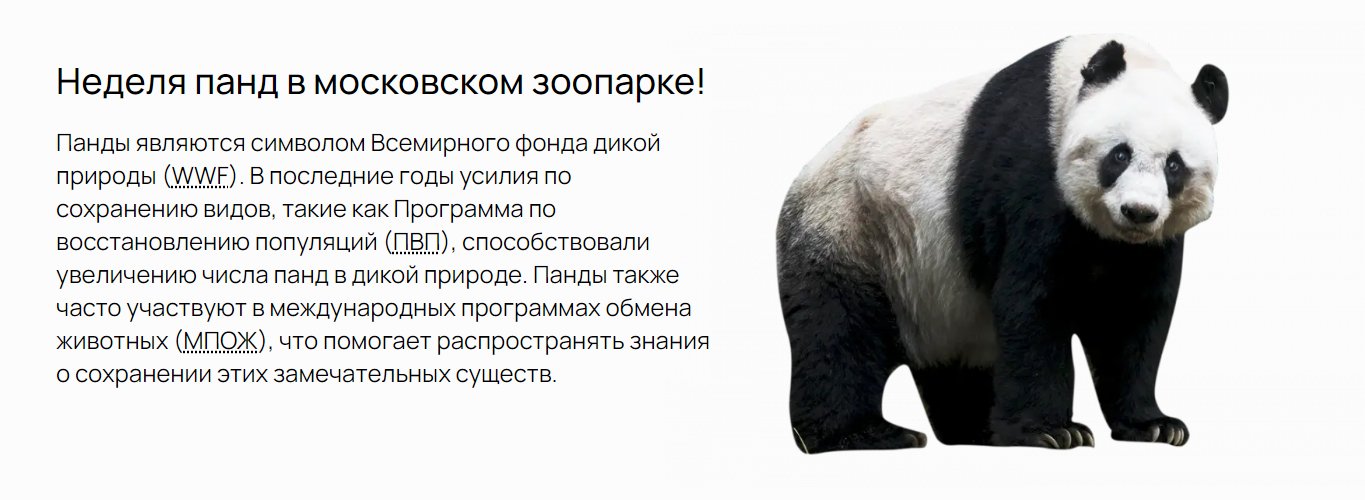 Неделя панд в московском зоопарке!
Панды являются символом Всемирного фонда дикой
природы (WWF). В последние годы усилия по
сохранению видов, такие как Программа по
восстановлению популяций (ПВП), способствовали
увеличению числа панд в дикой природе. Панды также
часто участвуют в международных программах обмена
животных (МПОЖ), что помогает распространять знания
о сохранении этих замечательных существ.